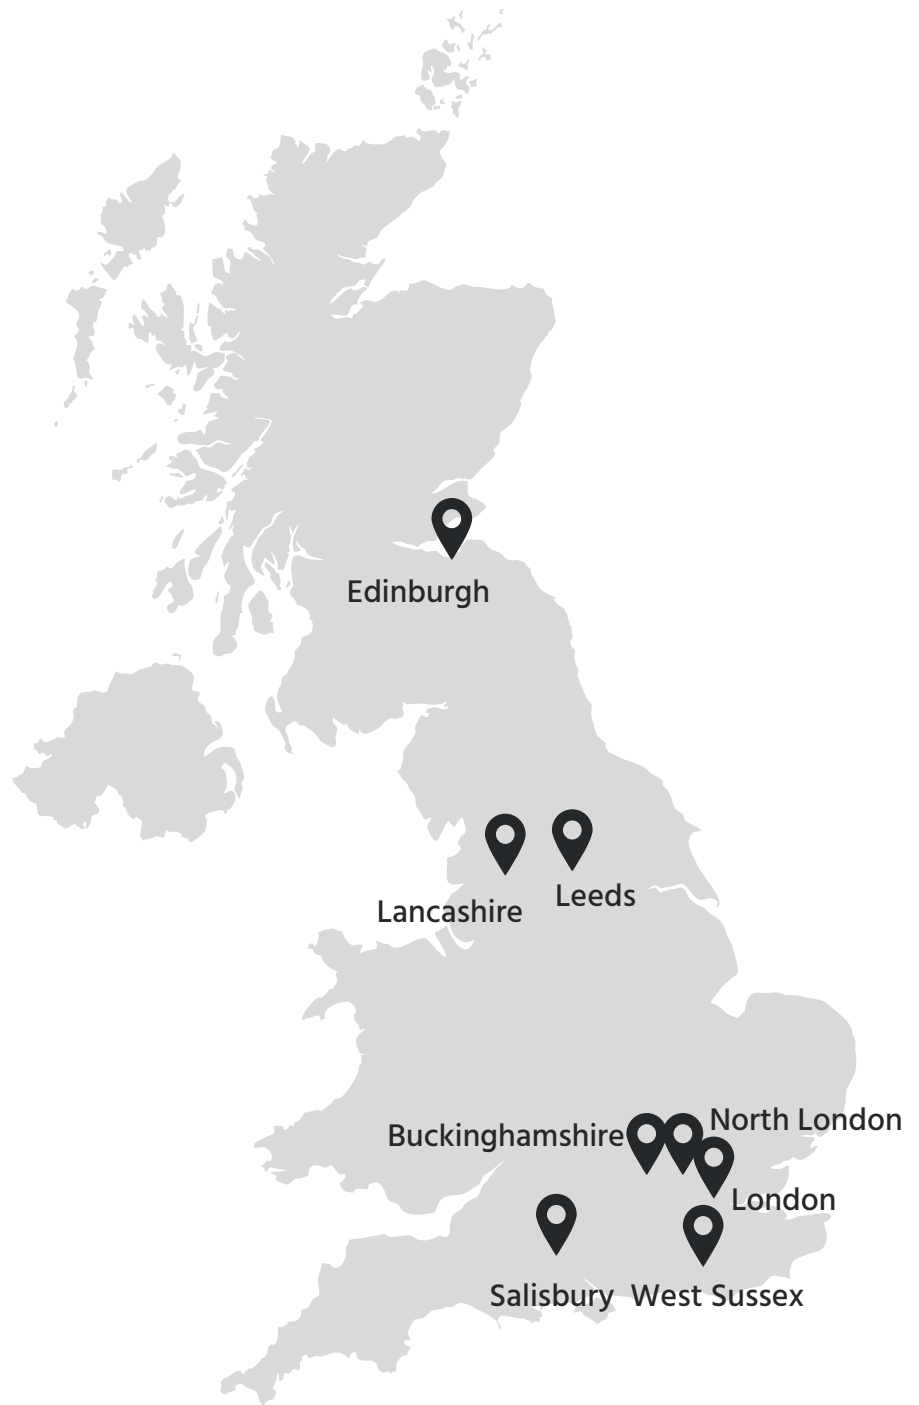 Edinburgh
Leeds
Lancashire
North London
Buckinghamshire
London
Salisbury
West Sussex